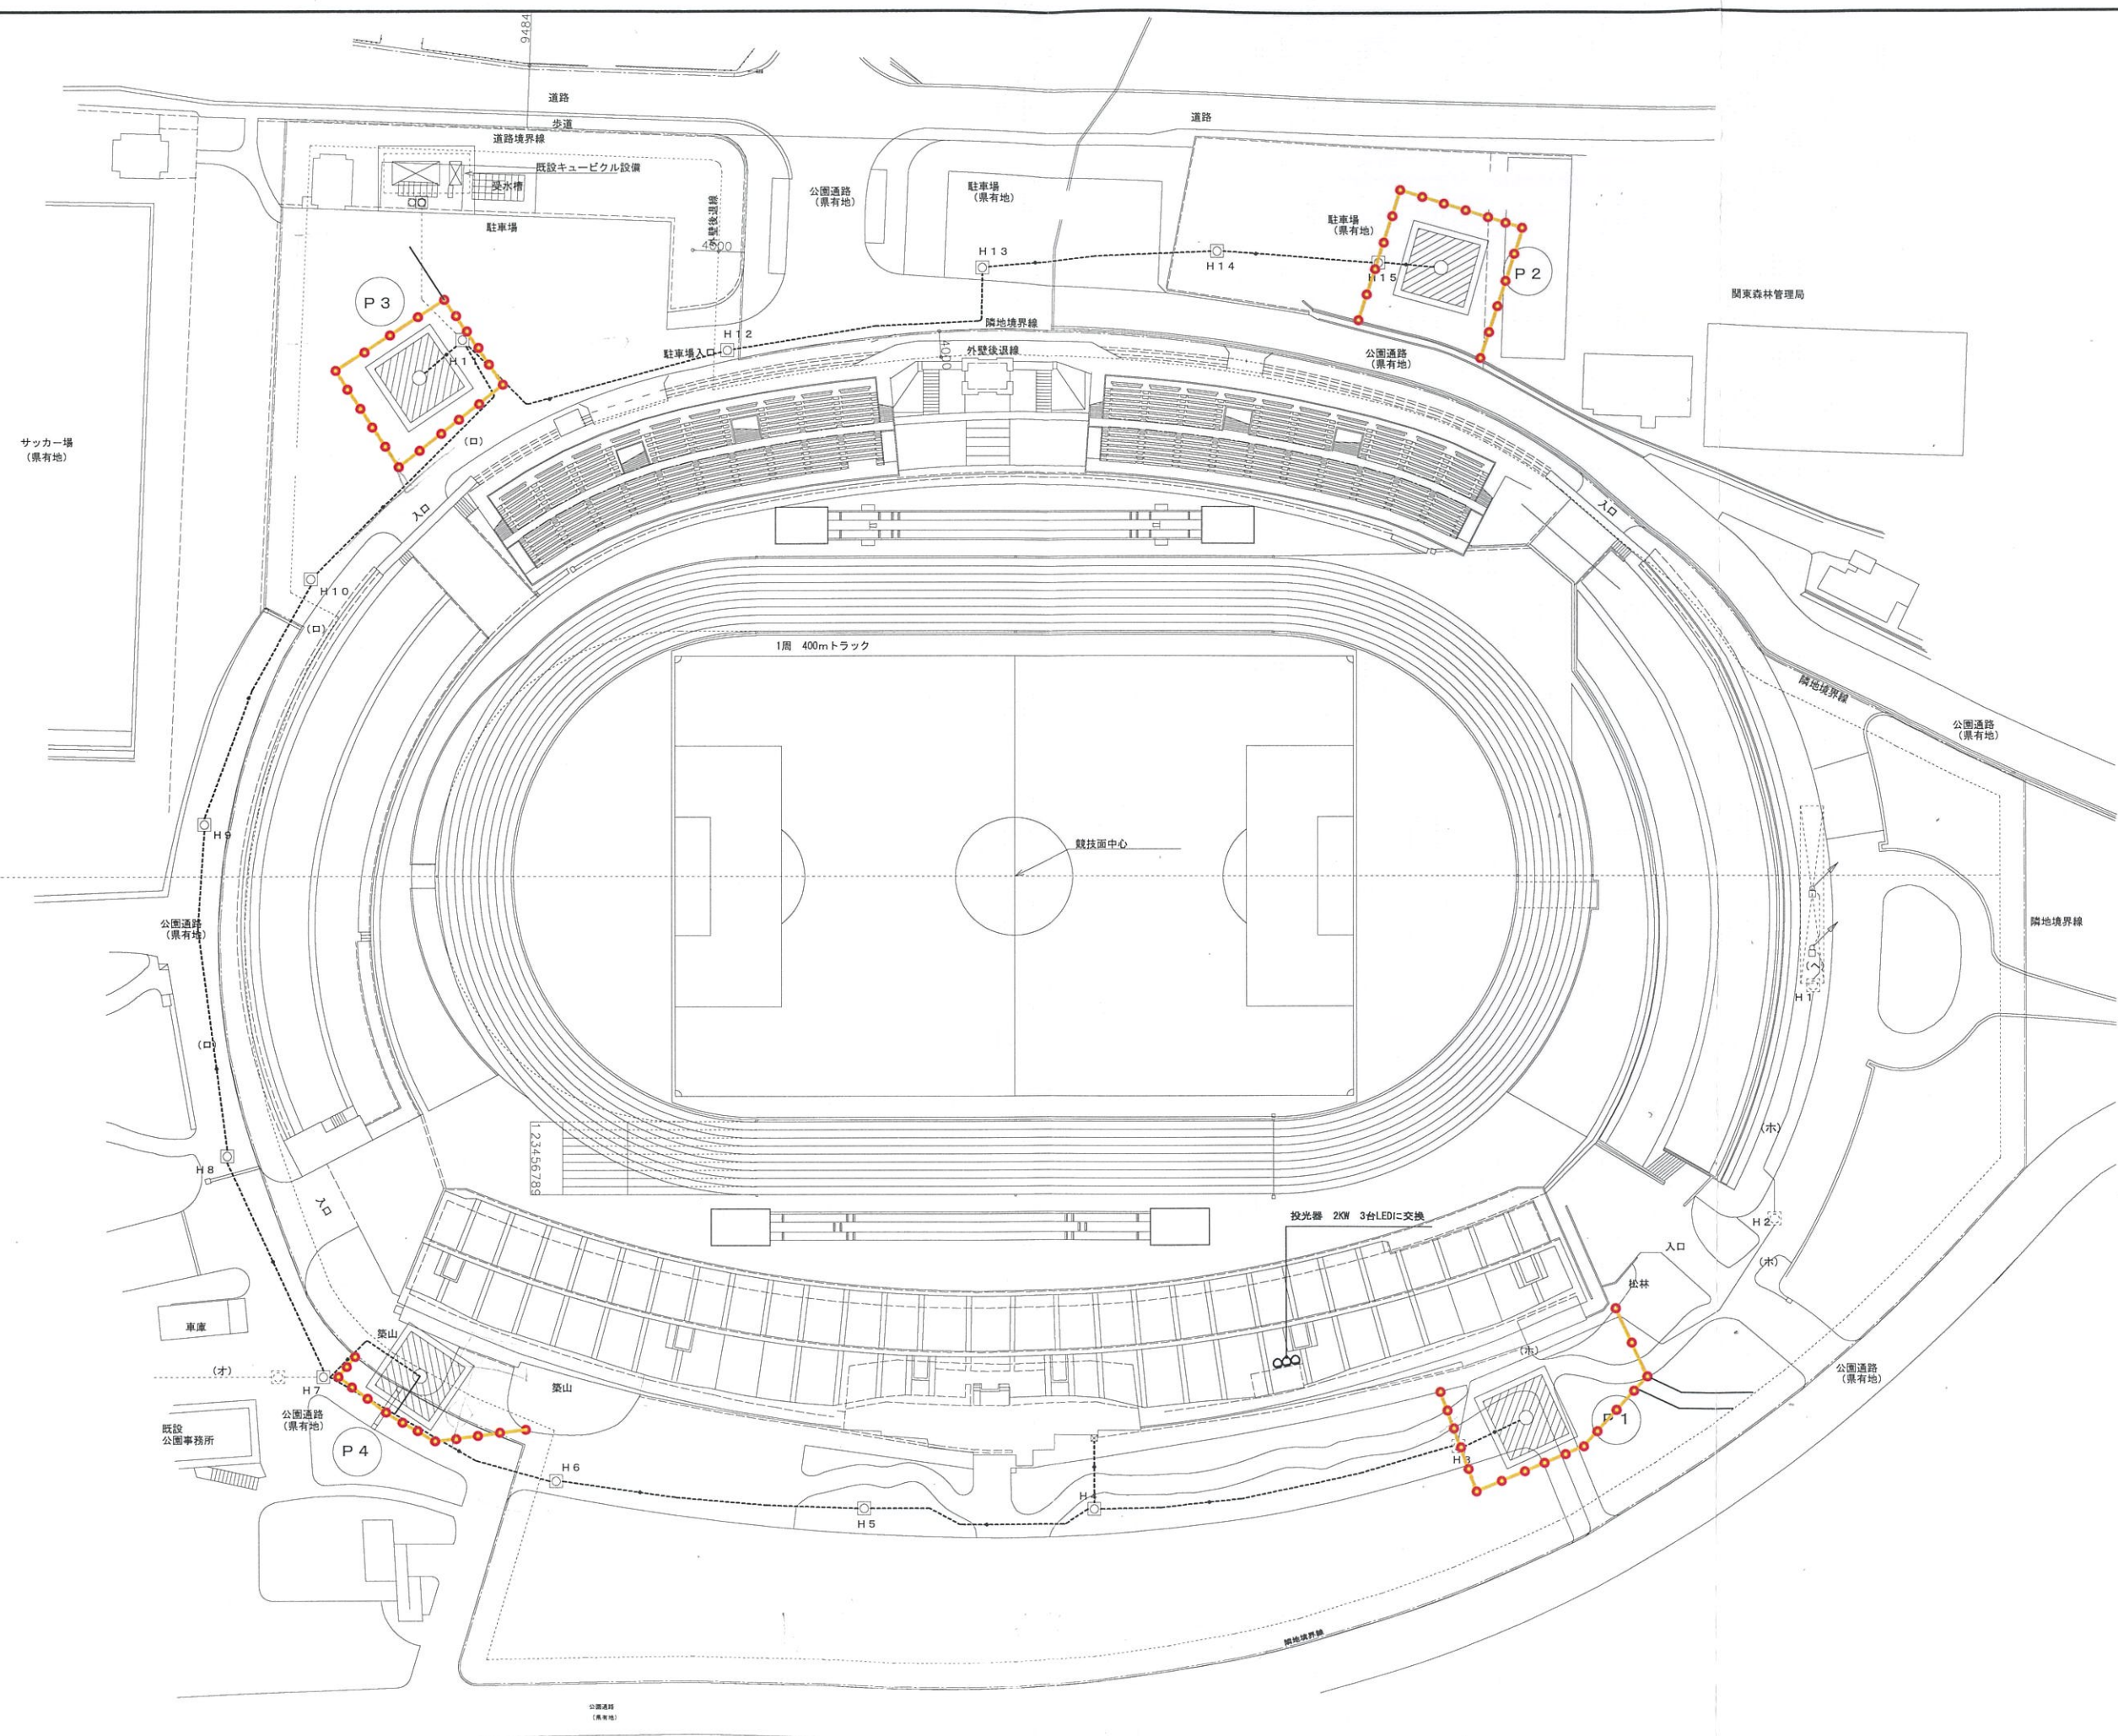 9484
道路
歩道
道路境界線
既設キュービクル設備
受水槽
駐車場
外壁後退線
4000
公園通路
(県有地)
駐車場
(県有地)
道路
駐車場
(県有地)
H13
H14
H15
P2
関東森林管理局
P3
H12
H1
駐車場入口
隣地境界線
4000
外壁後退線
公園通路
(県有地)
サッカー場
(県有地)
(ロ)
入口
入口
H10
(ロ)
1周 400mトラック
隣地境界線
公園通路
(県有地)
H9
競技面中心
公園通路
(県有地)
隣地境界線
(ヘ)
H1
(ロ)
(ホ)
123456789
H8
入口
投光器 2KW 3台LEDに交換
H2
入口
(ホ)
松林
車庫
築山
(ホ)
(オ)
公園通路
(県有地)
H7
築山
公園通路
(県有地)
既設
公園事務所
P4
P1
H3
H6
H4
H5
隣地境界線
公園通路
(県有地)